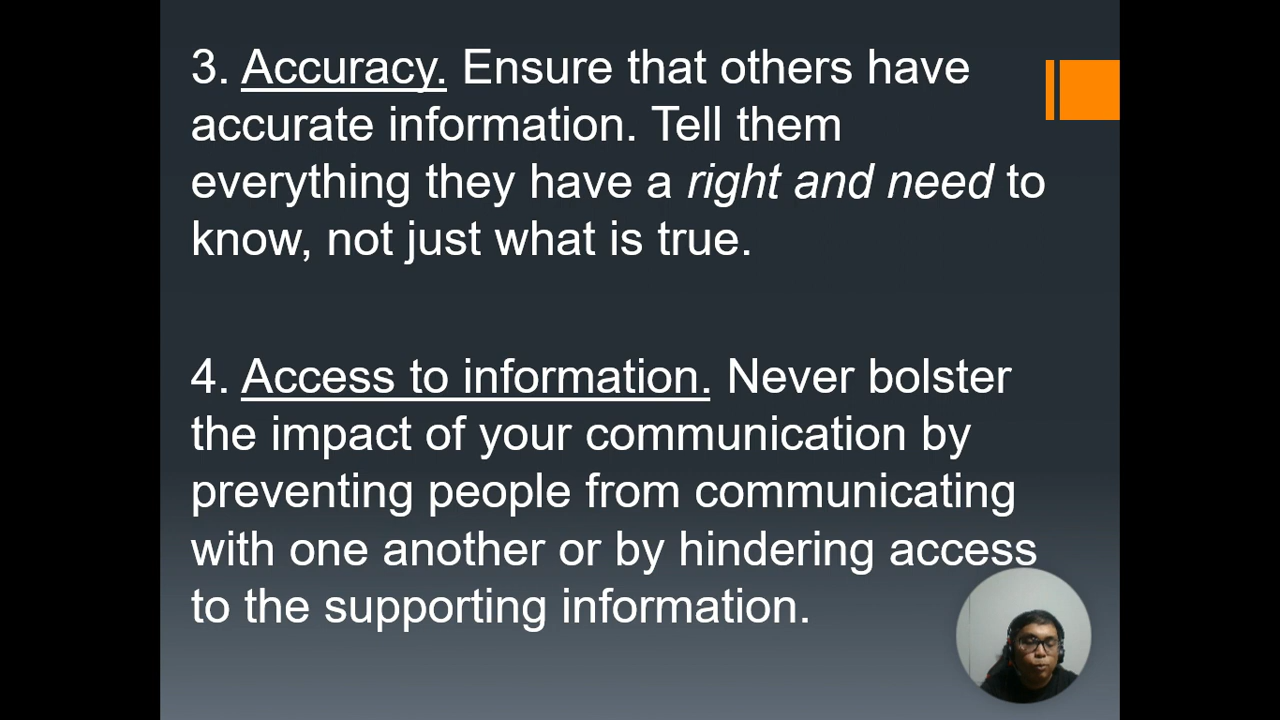 3. Accuracy. Ensure that others have
accurate information. Tell them
everything they have a right and need to
know, not just what is true.
4. Access to information. Never bolster
the impact of your communication by
preventing people from communicating
with one another or by hindering access
to the supporting information.